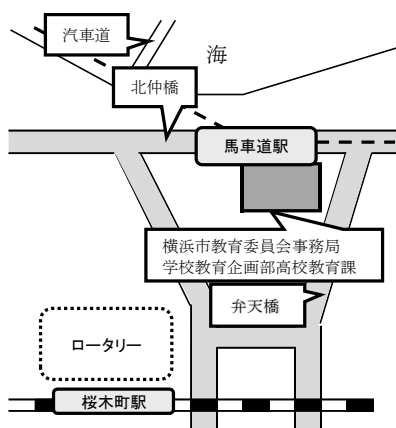 汽車道
海
北仲橋
馬車道駅
横浜市教育委員会事務局
学校教育企画部高校教育課
弁天橋
ロータリー
桜木町駅